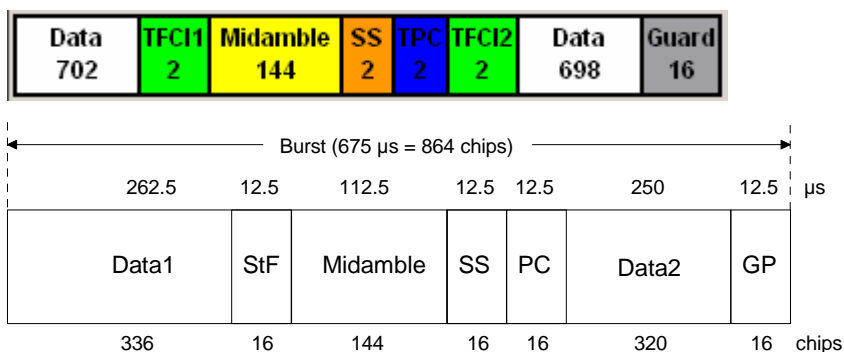 Data TFCI1 Midamble SS TPC TFCI2 Data Guard
702 2 144 2 2 2 698 16
Burst (675 µs = 864 chips)
262.5 12.5 112.5 12.5 12.5 250 12.5 µs
Data1 StF Midamble SS PC Data2 GP
336 16 144 16 16 320 16 chips